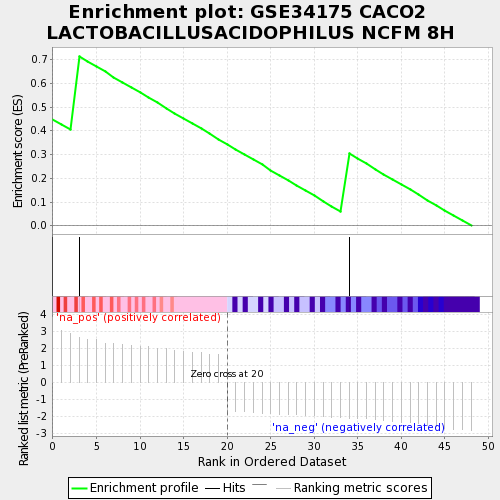 Enrichment plot: GSE34175 CACO2
LACTOBACILLUSACIDOPHILUS NCFM 8H
Enrichment score (ES)
0.7
0.6
0.5
0.4
0.3
0.2
0.1
0.0
'na_pos' (positively correlated)
Zero cross at 20
'na_neg' (negatively correlated)
Ranked list metric (PreRanked)
4
3
2
1
0
-1
-2
-3
0 5 10 15 20 25 30 35 40 45 50
Rank in Ordered Dataset
Enrichment profile Hits Ranking metric scores